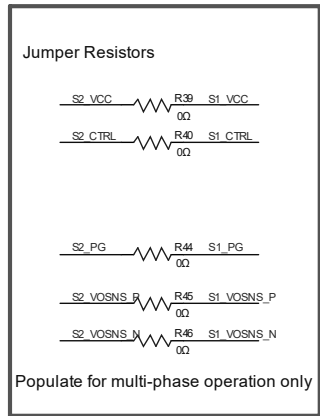 Jumper Resistors
S2_VCC R39 S1_VCC
0Ω
S2_CTRL R40 S1_CTRL
0Ω
S2_PG R44 S1_PG
0Ω
S2_VOSNS_P R45 S1_VOSNS_P
0Ω
S2_VOSNS_N R46 S1_VOSNS_N
0Ω
Populate for multi-phase operation only